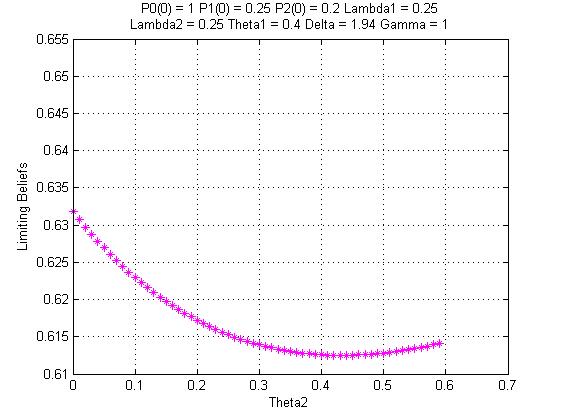 P0(0) = 1 P1(0) = 0.25 P2(0) = 0.2 Lambda1 = 0.25
Lambda2 = 0.25 Theta1 = 0.4 Delta = 1.94 Gamma = 1
0.655
0.65
0.645
0.64
0.635
0.63
0.625
0.62
0.615
0.61
Limiting Beliefs
0 0.1 0.2 0.3 0.4 0.5 0.6 0.7
Theta2